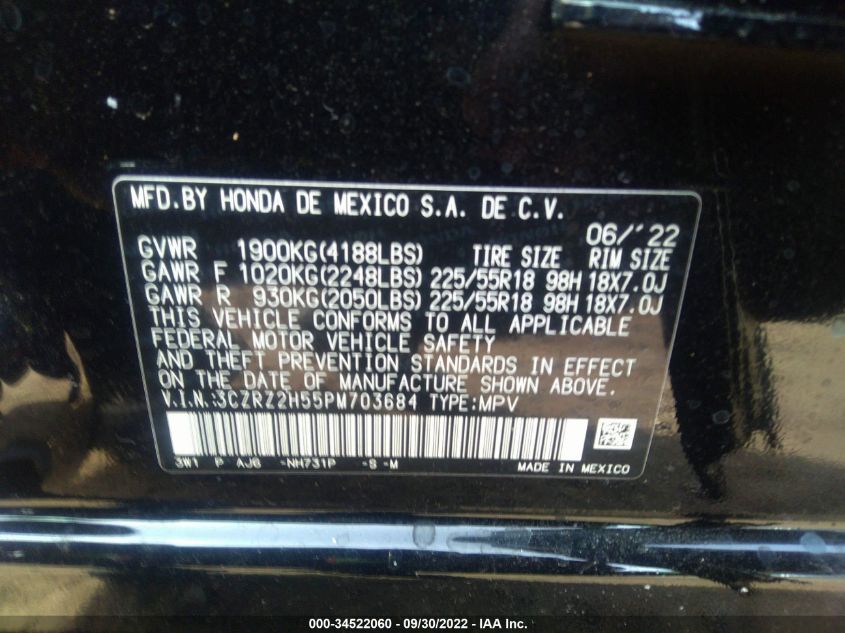 MFD.BY HONDA DE MEXICO S.A. DE C.V.
06/'22
GVWR 1900KG(4188LBS) TIRE SIZE RIM SIZE
GAWR F 1020KG(2248LBS) 225/55R18 98H 18X7.0J
GAWR R 930KG(2050LBS) 225/55R18 98H 18X7.0J
THIS VEHICLE CONFORMS TO ALL APPLICABLE
FEDERAL MOTOR VEHICLE SAFETY
AND THEFT PREVENTION STANDARDS IN EFFECT
ON THE DATE OF MANUFACTURE SHOWN ABOVE.
V.I.N.:3CZRZ2H55PM703684 TYPE:MPV
3W1 P AJG -NH731P -S -M MADE IN MEXICO
000-34522060 - 09/30/2022 - IAA Inc.